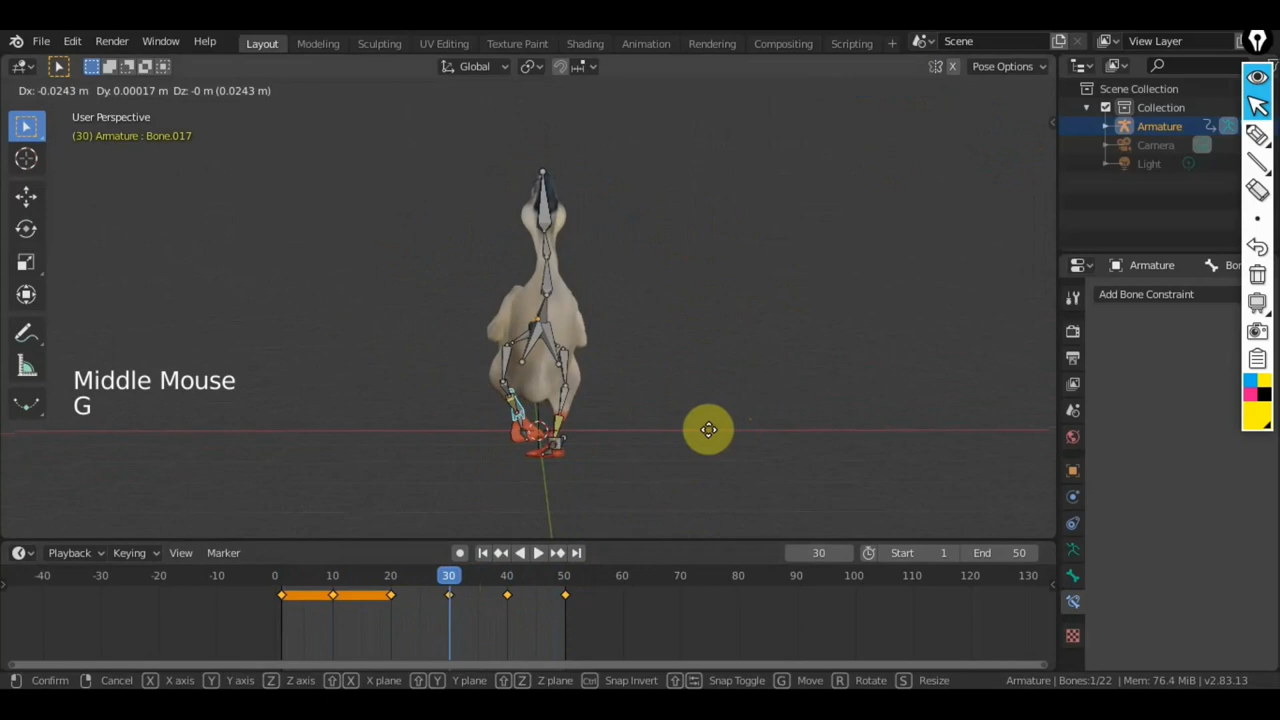 File Edit Render Window Help Layout Modeling Sculpting UV Editing Texture Paint Shading Animation Rendering Compositing Scripting + Scene View Layer
Global Pose Options
Dx: -0.0243 m Dy: 0.00017 m Dz: -0 m (0.0243 m)
Scene Collection
Collection
Armature
Camera
Light
User Perspective
(30) Armature : Bone.017
Armature Bon
Add Bone Constraint
Middle Mouse
G
Playback Keying View Marker 30 Start 1 End 50
-40 -30 -20 -10 0 10 20 30 40 50 60 70 80 90 100 110 120 130
Confirm Cancel X X axis Y Y axis Z Z axis X X plane Y Y plane Z Z plane Ctrl Snap Invert Snap Toggle G Move R Rotate S Resize Armature | Bones:1/22 | Mem: 76.4 MiB | v2.83.13